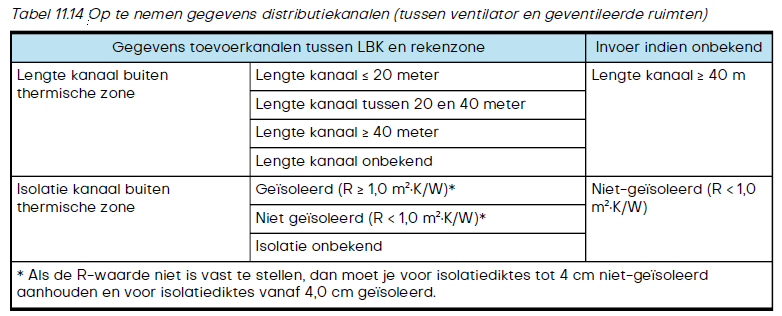 Tabel 11.14 Op te nemen gegevens distributiekanalen (tussen ventilator en geventileerde ruimten)
Gegevens toevoerkanalen tussen LBK en rekenzone
Invoer indien onbekend
Lengte kanaal buiten
thermische zone
Lengte kanaal ≤ 20 meter
Lengte kanaal tussen 20 en 40 meter
Lengte kanaal ≥ 40 meter
Lengte kanaal onbekend
Lengte kanaal ≥ 40 m
Isolatie kanaal buiten
thermische zone
Geïsoleerd (R ≥ 1,0 m²·K/W)*
Niet geïsoleerd (R < 1,0 m²·K/W)*
Isolatie onbekend
Niet-geïsoleerd (R < 1,0
m²·K/W)
* Als de R-waarde niet is vast te stellen, dan moet je voor isolatiediktes tot 4 cm niet-geïsoleerd
aanhouden en voor isolatiediktes vanaf 4,0 cm geïsoleerd.